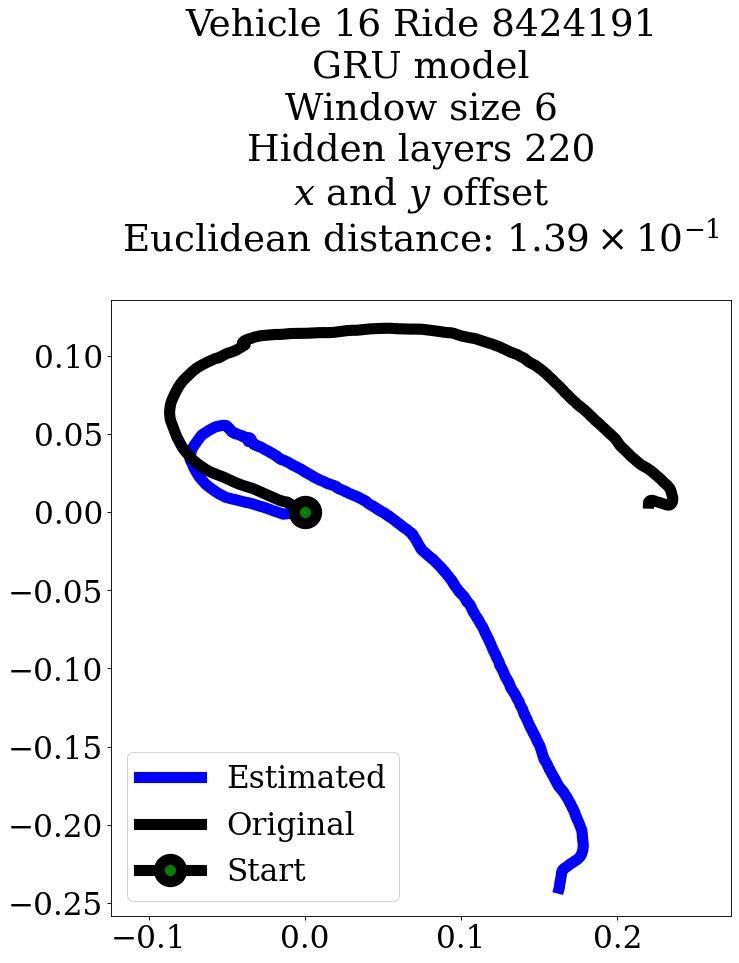 Vehicle 16 Ride 8424191
GRU model
Window size 6
Hidden layers 220
x and y offset
Euclidean distance: 1.39 × 10⁻¹
0.10
0.05
0.00
−0.05
−0.10
−0.15
−0.20
−0.25
Estimated
Original
Start
−0.1 0.0 0.1 0.2